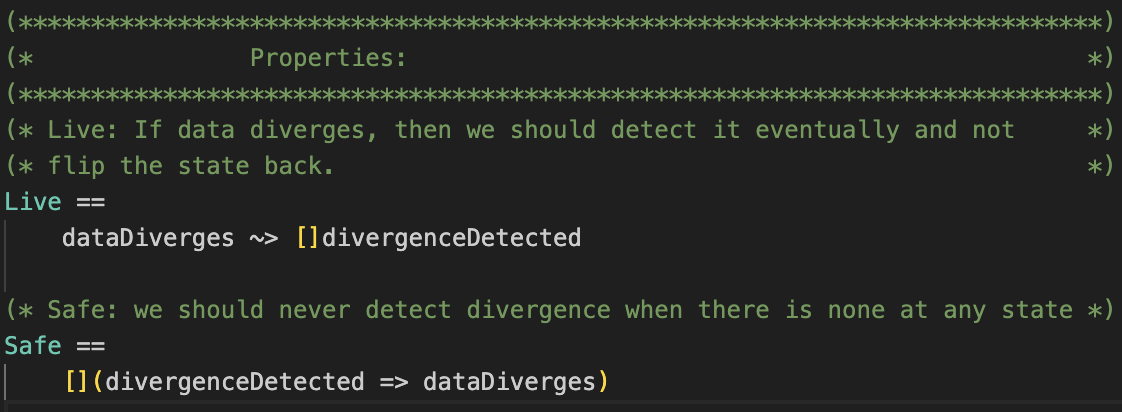 (***************************************************************************)
(*               Properties:                                               *)
(***************************************************************************)
(* Live: If data diverges, then we should detect it eventually and not     *)
(* flip the state back.                                                    *)
Live ==
    dataDiverges ~> []divergenceDetected
(* Safe: we should never detect divergence when there is none at any state *)
Safe ==
    [](divergenceDetected => dataDiverges)